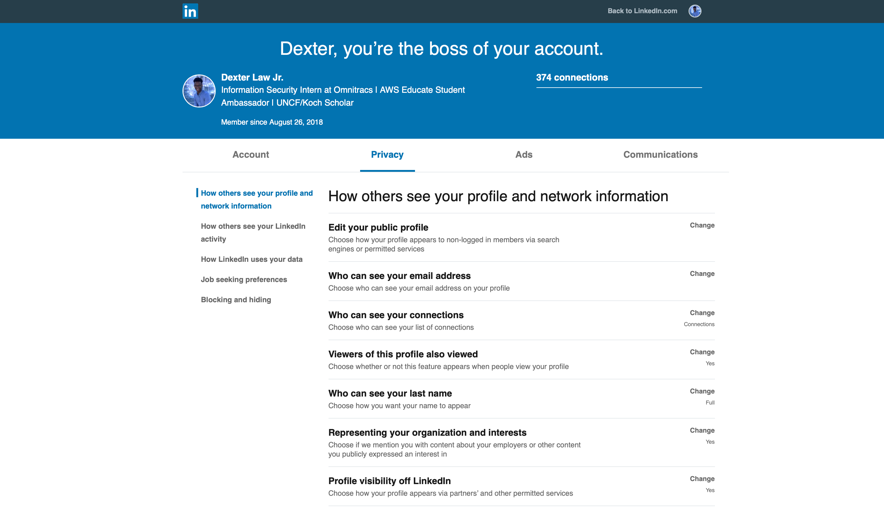 in
Back to LinkedIn.com
Dexter, you're the boss of your account.
Dexter Law Jr.
Information Security Intern at Omnitracs | AWS Educate Student
Ambassador | UNCF/Koch Scholar
Member since August 26, 2018
374 connections
Account
Privacy
Ads
Communications
How others see your profile and
network information
How others see your LinkedIn
activity
How LinkedIn uses your data
Job seeking preferences
Blocking and hiding
How others see your profile and network information
Edit your public profile
Change
Choose how your profile appears to non-logged in members via search
engines or permitted services
Who can see your email address
Change
Choose who can see your email address on your profile
Who can see your connections
Change
Choose who can see your list of connections
Connections
Viewers of this profile also viewed
Change
Choose whether or not this feature appears when people view your profile
Yes
Who can see your last name
Change
Choose how you want your name to appear
Full
Representing your organization and interests
Change
Choose if we mention you with content about your employers or other content
you publicly expressed an interest in
Yes
Profile visibility off LinkedIn
Change
Choose how your profile appears via partners' and other permitted services
Yes